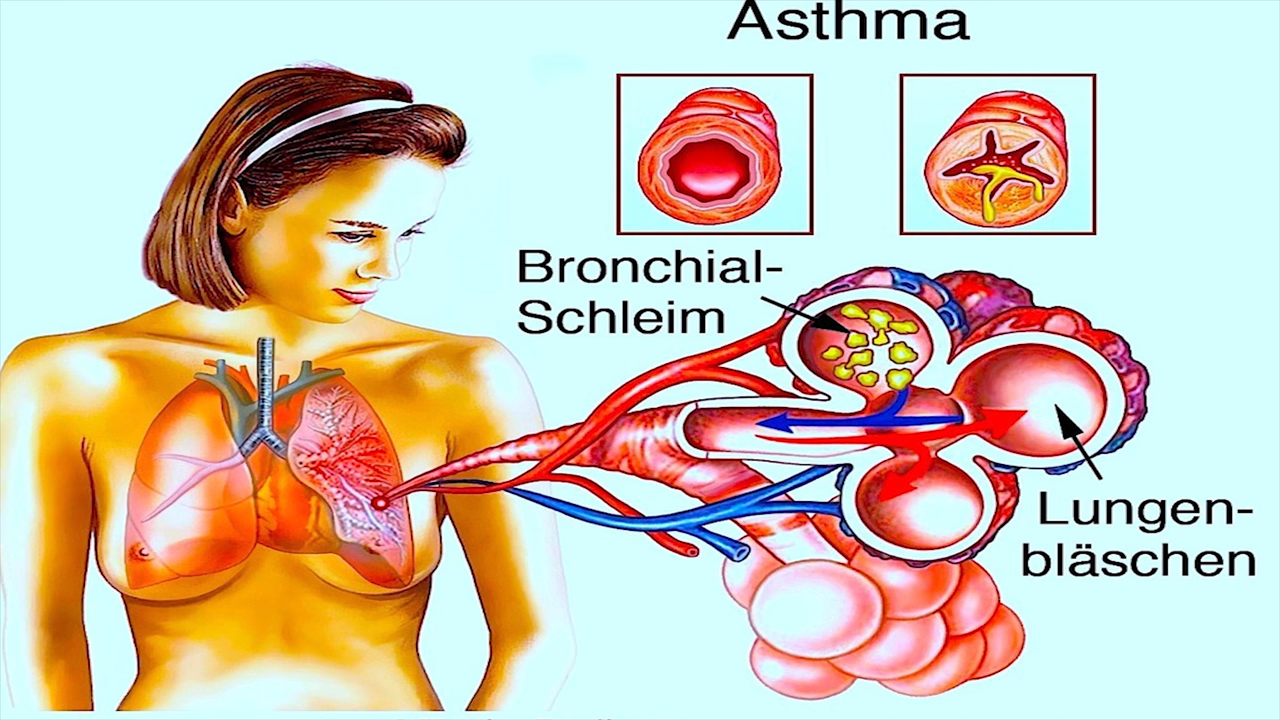 Asthma
Bronchial-
Schleim
Lungen-
bläschen